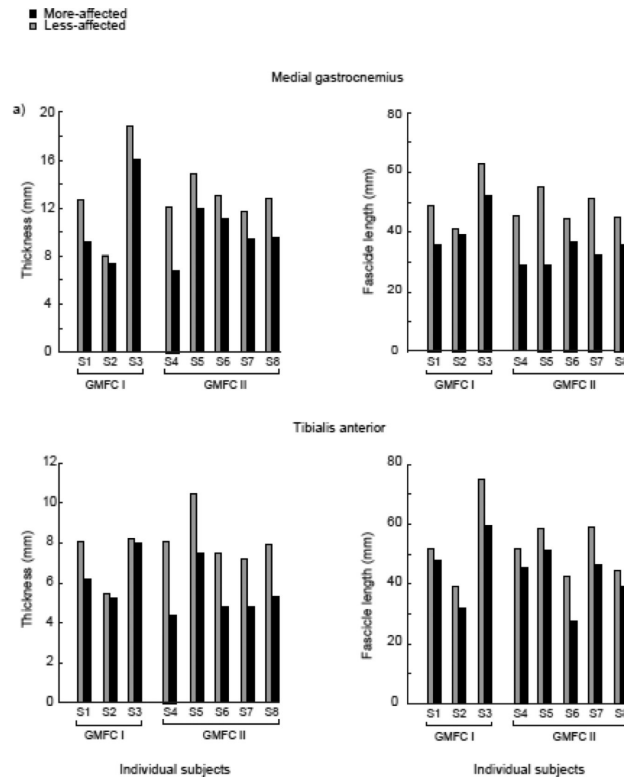 More-affected
Less-affected
Medial gastrocnemius
a)
Thickness (mm)
20
16
12
8
4
0
S1 S2 S3 S4 S5 S6 S7 S8
GMFC I GMFC II
Fascicle length (mm)
80
60
40
20
0
S1 S2 S3 S4 S5 S6 S7 S8
GMFC I GMFC II
Tibialis anterior
Thickness (mm)
12
10
8
6
4
2
0
S1 S2 S3 S4 S5 S6 S7 S8
GMFC I GMFC II
Individual subjects
Fascicle length (mm)
80
60
40
20
0
S1 S2 S3 S4 S5 S6 S7 S8
GMFC I GMFC II
Individual subjects